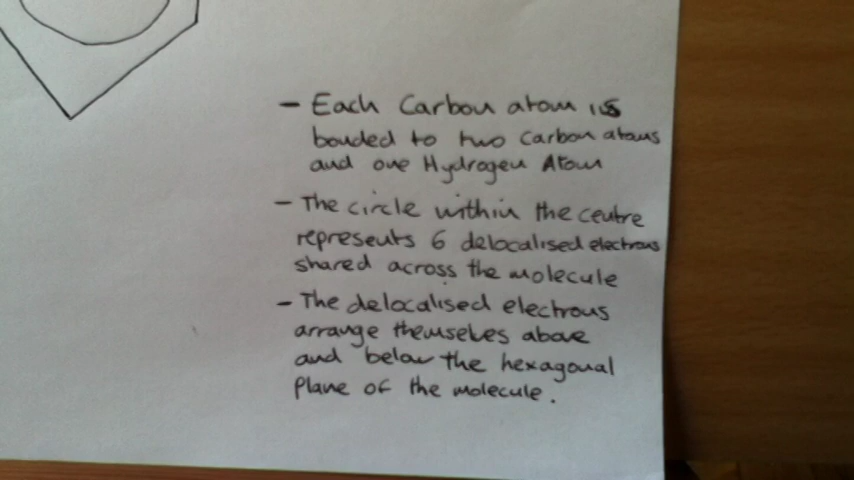 - Each Carbon atom is
bonded to two carbon atoms
and one Hydrogen Atom
- The circle within the centre
represents 6 delocalised electrons
shared across the molecule
- The delocalised electrons
arrange themselves above
and below the hexagonal
Plane of the molecule.